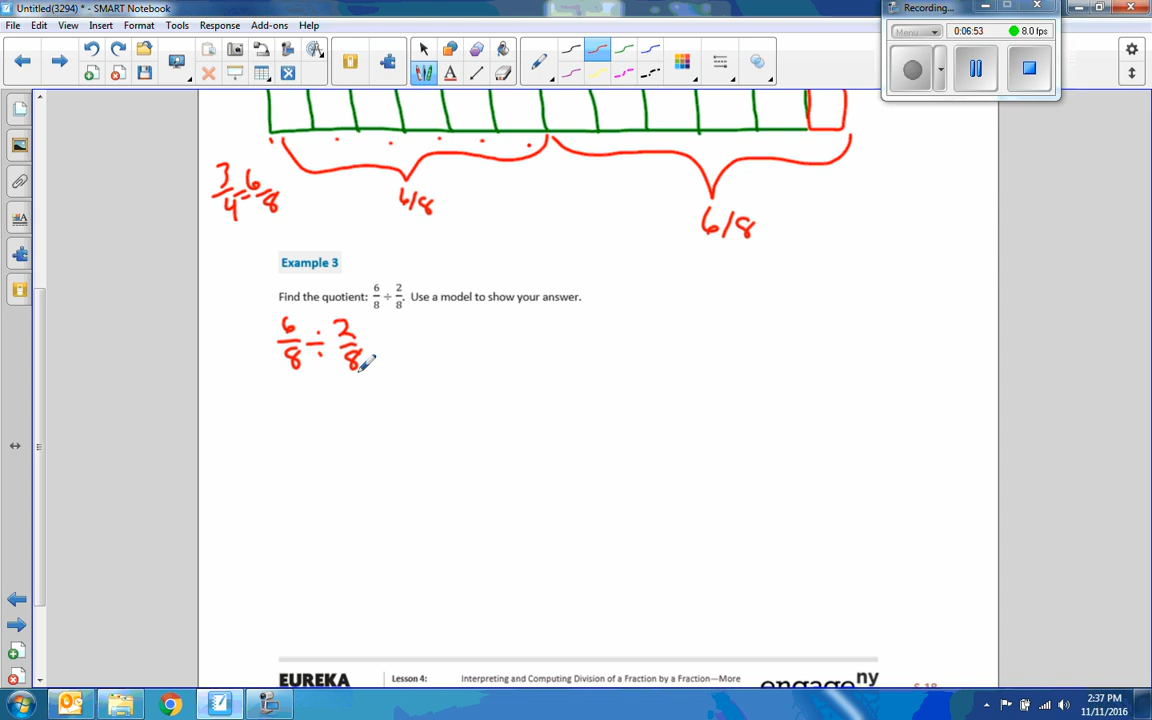 Untitled(3294) * - SMART Notebook
Recording...
File Edit View Insert Format Tools Response Add-ons Help
Menu 0:06:53 8.0 fps
3/4 = 6/8
6/8
6/8
Example 3
Find the quotient: 6/8 ÷ 2/8. Use a model to show your answer.
6/8 ÷ 2/8
EUREKA Lesson 4: Interpreting and Computing Division of a Fraction by a Fraction—More
engage ny
2:37 PM
11/11/2016